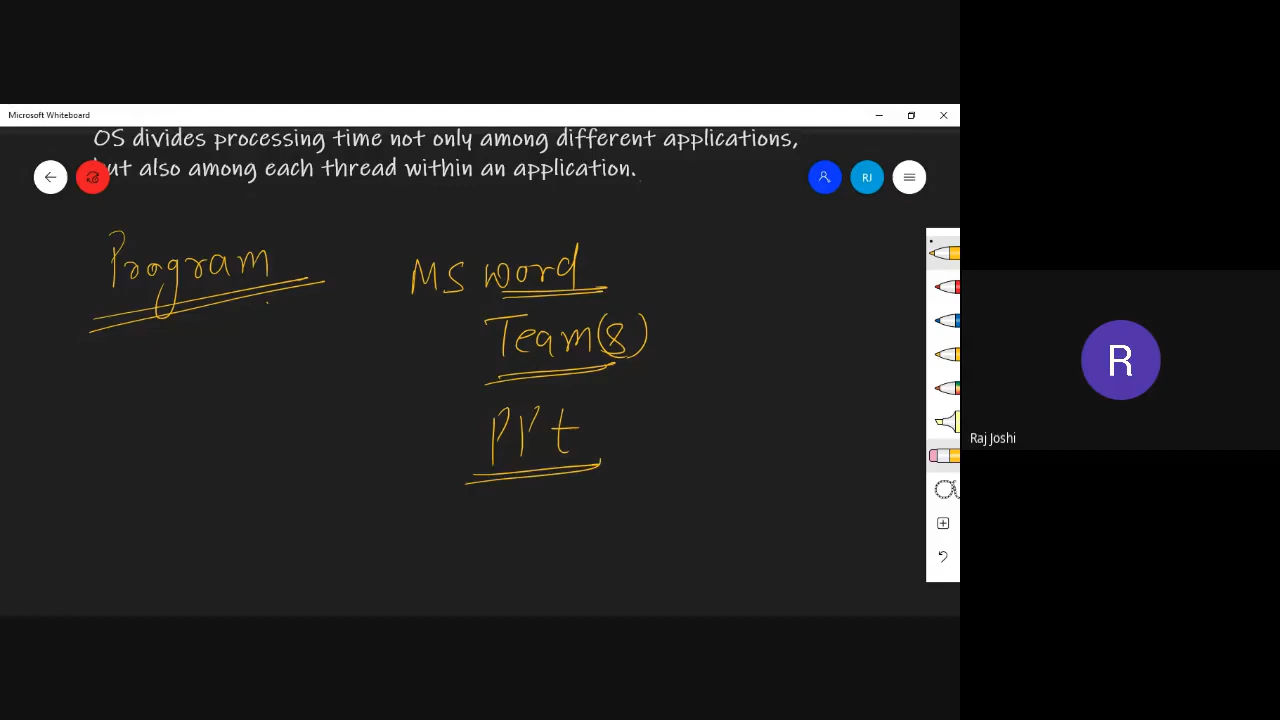 Microsoft Whiteboard
OS divides processing time not only among different applications,
but also among each thread within an application.
RJ
Program
MS word
Team(s)
PPt
R
Raj Joshi